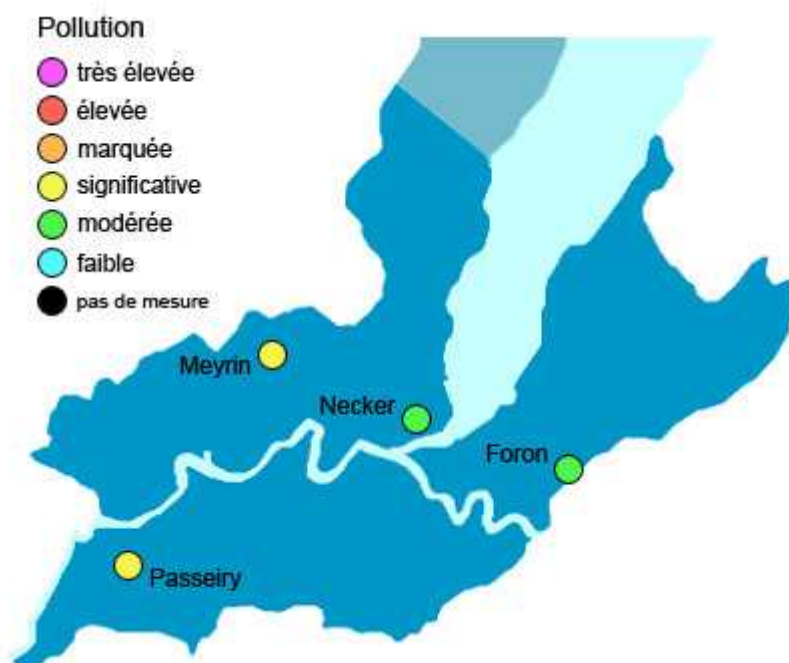 Pollution
très élevée
élevée
marquée
significative
modérée
faible
pas de mesure
Meyrin
Necker
Foron
Passeiry